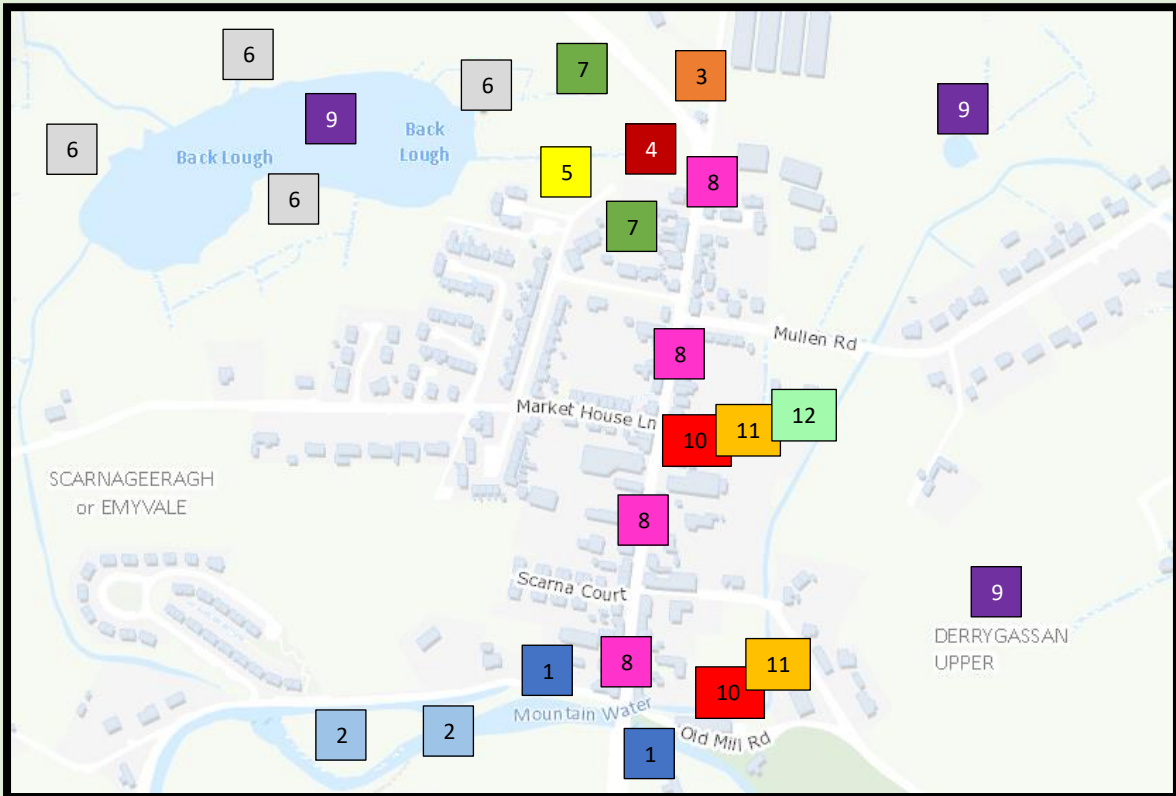 6
7
6
3
9
9
6
Back
Lough
4
Back Lough
5
8
6
7
Mullen Rd
8
Market House Ln
12
11
10
SCARNAGEERAGH
or EMYVALE
8
Scarna Court
9
DERRYGASSAN
UPPER
8
11
1
10
Mountain Water
2
2
Old Mill Rd
1